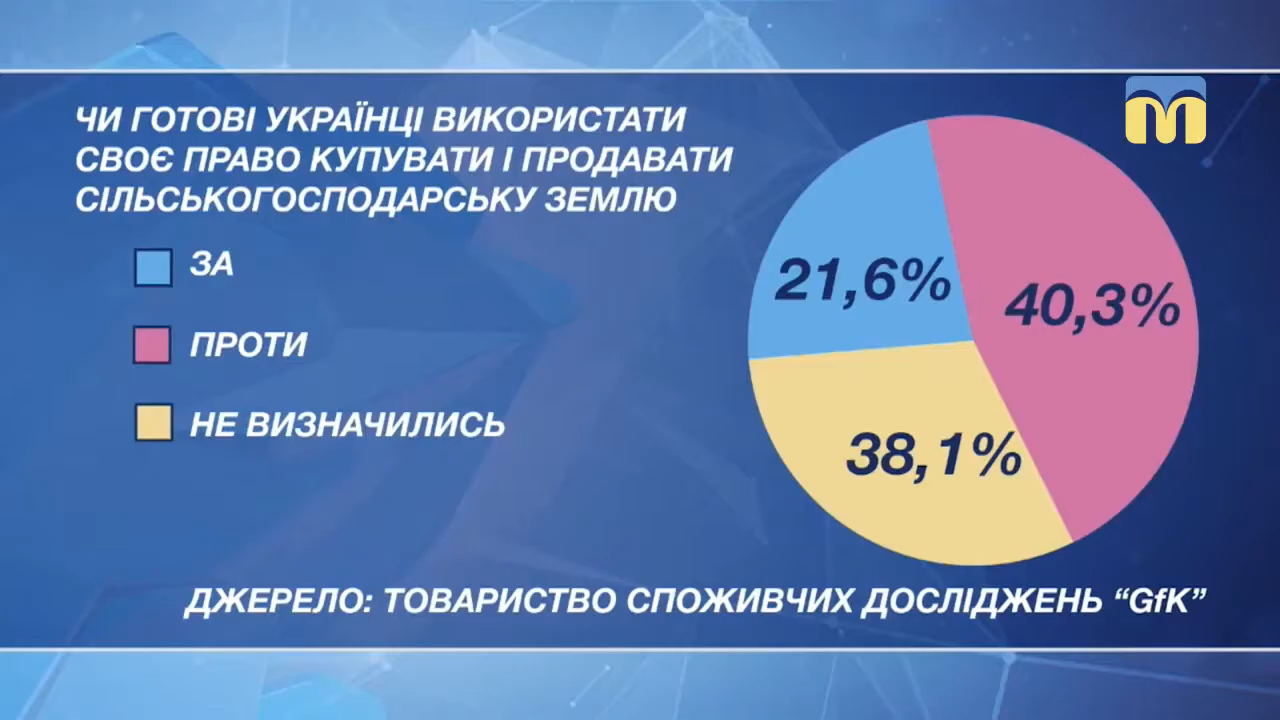 ЧИ ГОТОВІ УКРАЇНЦІ ВИКОРИСТАТИ
СВОЄ ПРАВО КУПУВАТИ І ПРОДАВАТИ
СІЛЬСЬКОГОСПОДАРСЬКУ ЗЕМЛЮ
ЗА
ПРОТИ
НЕ ВИЗНАЧИЛИСЬ
21,6%
40,3%
38,1%
ДЖЕРЕЛО: ТОВАРИСТВО СПОЖИВЧИХ ДОСЛІДЖЕНЬ “GfK”
m